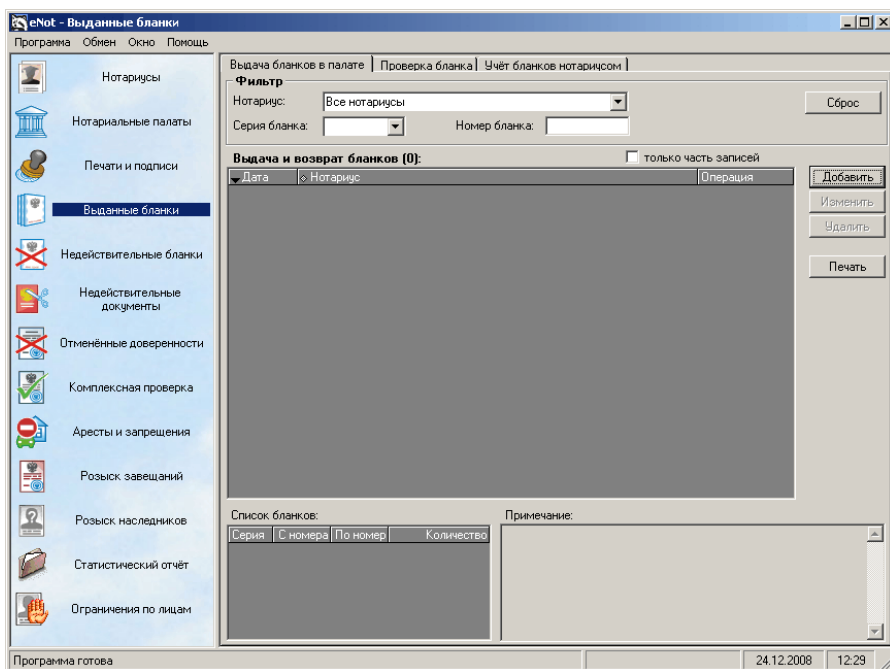 eNot - Выданные бланки
Программа Обмен Окно Помощь
Нотариусы
Нотариальные палаты
Печати и подписи
Выданные бланки
Недействительные бланки
Недействительные
документы
Отменённые доверенности
Комплексная проверка
Аресты и запрещения
Розыск завещаний
Розыск наследников
Статистический отчёт
Ограничения по лицам
Выдача бланков в палате Проверка бланка Учёт бланков нотариусом
Фильтр
Нотариус: Все нотариусы Сброс
Серия бланка: Номер бланка:
Выдача и возврат бланков (0): только часть записей
Дата Нотариус Операция
Добавить
Изменить
Удалить
Печать
Список бланков: Примечание:
Серия С номера По номер Количество
Программа готова 24.12.2008 12:29